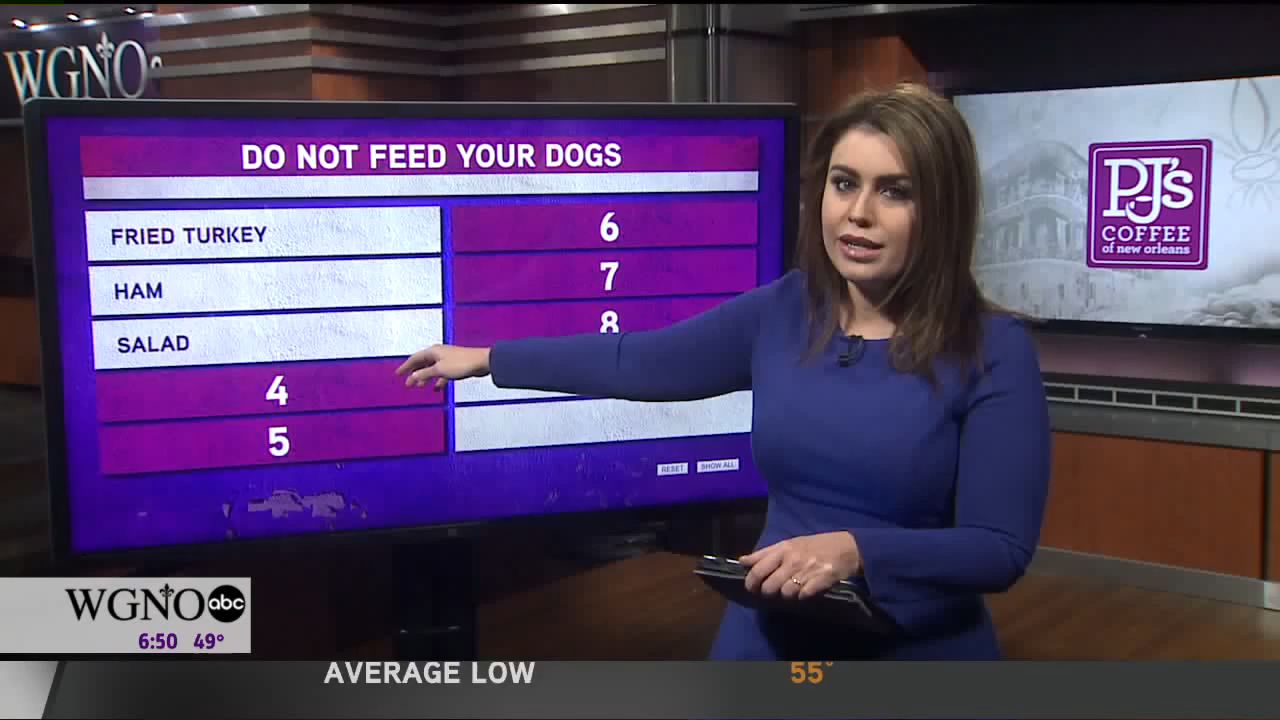 WGNO
DO NOT FEED YOUR DOGS
FRIED TURKEY
HAM
SALAD
4
5
6
7
8
RESET
SHOW ALL
PJ's
COFFEE
of new orleans
WGNO abc
6:50 49°
AVERAGE LOW 55°